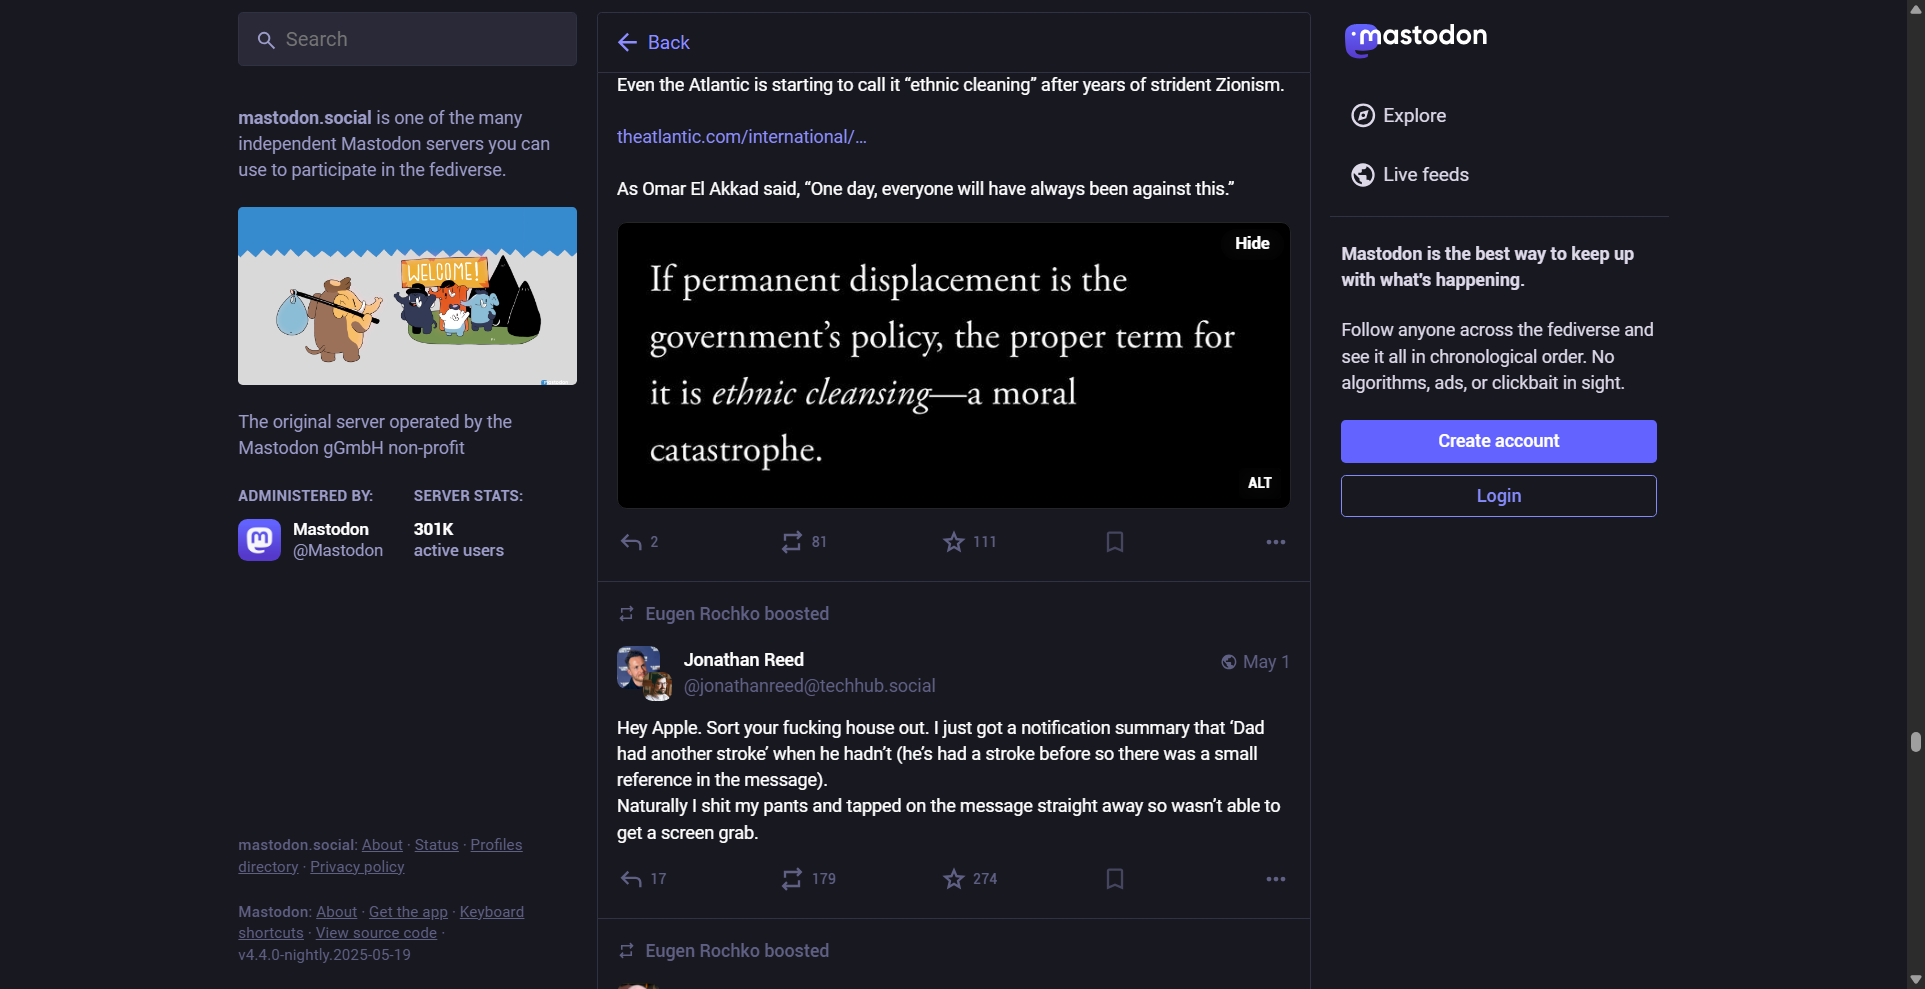 Search
mastodon.social is one of the many
independent Mastodon servers you can
use to participate in the fediverse.
WELCOME!
The original server operated by the
Mastodon gGmbH non-profit
ADMINISTERED BY:
Mastodon
@Mastodon
SERVER STATS:
301K
active users
mastodon.social: About · Status · Profiles
directory · Privacy policy
Mastodon: About · Get the app · Keyboard
shortcuts · View source code ·
v4.4.0-nightly.2025-05-19
Back
Even the Atlantic is starting to call it “ethnic cleaning” after years of strident Zionism.
theatlantic.com/international/…
As Omar El Akkad said, “One day, everyone will have always been against this.”
Hide
If permanent displacement is the
government’s policy, the proper term for
it is ethnic cleansing—a moral
catastrophe.
ALT
2 81 111
Eugen Rochko boosted
Jonathan Reed
May 1
@jonathanreed@techhub.social
Hey Apple. Sort your fucking house out. I just got a notification summary that ‘Dad
had another stroke’ when he hadn’t (he’s had a stroke before so there was a small
reference in the message).
Naturally I shit my pants and tapped on the message straight away so wasn’t able to
get a screen grab.
17 179 274
Eugen Rochko boosted
mastodon
Explore
Live feeds
Mastodon is the best way to keep up
with what's happening.
Follow anyone across the fediverse and
see it all in chronological order. No
algorithms, ads, or clickbait in sight.
Create account
Login